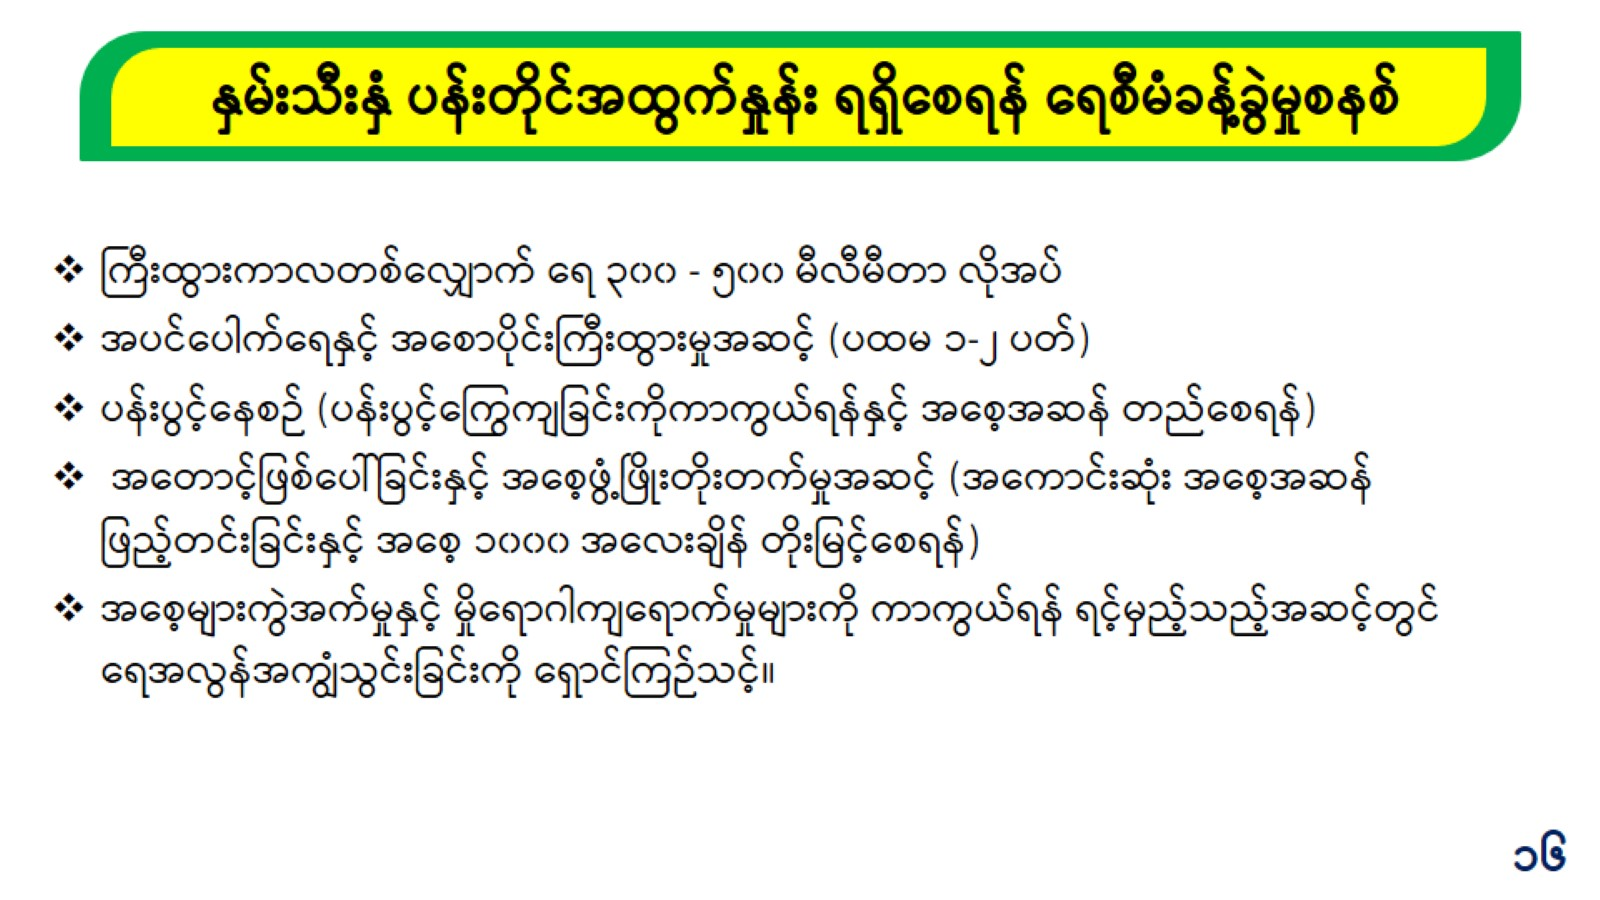 နှမ်းသီးနှံ ပန်းတိုင်အထွက်နှုန်း ရရှိစေရန် ရေစီမံခန့်ခွဲမှုစနစ်
❖ ကြီးထွားကာလတစ်လျှောက် ရေ ၃၀၀ - ၅၀၀ မီလီမီတာ လိုအပ်
❖ အပင်ပေါက်ရေနှင့် အစောပိုင်းကြီးထွားမှုအဆင့် (ပထမ ၁-၂ ပတ်)
❖ ပန်းပွင့်နေစဉ် (ပန်းပွင့်ကြွေကျခြင်းကိုကာကွယ်ရန်နှင့် အစေ့အဆန် တည်စေရန်)
❖ အတောင့်ဖြစ်ပေါ်ခြင်းနှင့် အစေ့ဖွံ့ဖြိုးတိုးတက်မှုအဆင့် (အကောင်းဆုံး အစေ့အဆန်
ဖြည့်တင်းခြင်းနှင့် အစေ့ ၁၀၀၀ အလေးချိန် တိုးမြင့်စေရန်)
❖ အစေ့များကွဲအက်မှုနှင့် မှိုရောဂါကျရောက်မှုများကို ကာကွယ်ရန် ရင့်မှည့်သည့်အဆင့်တွင်
ရေအလွန်အကျွံသွင်းခြင်းကို ရှောင်ကြဉ်သင့်။
၁၆